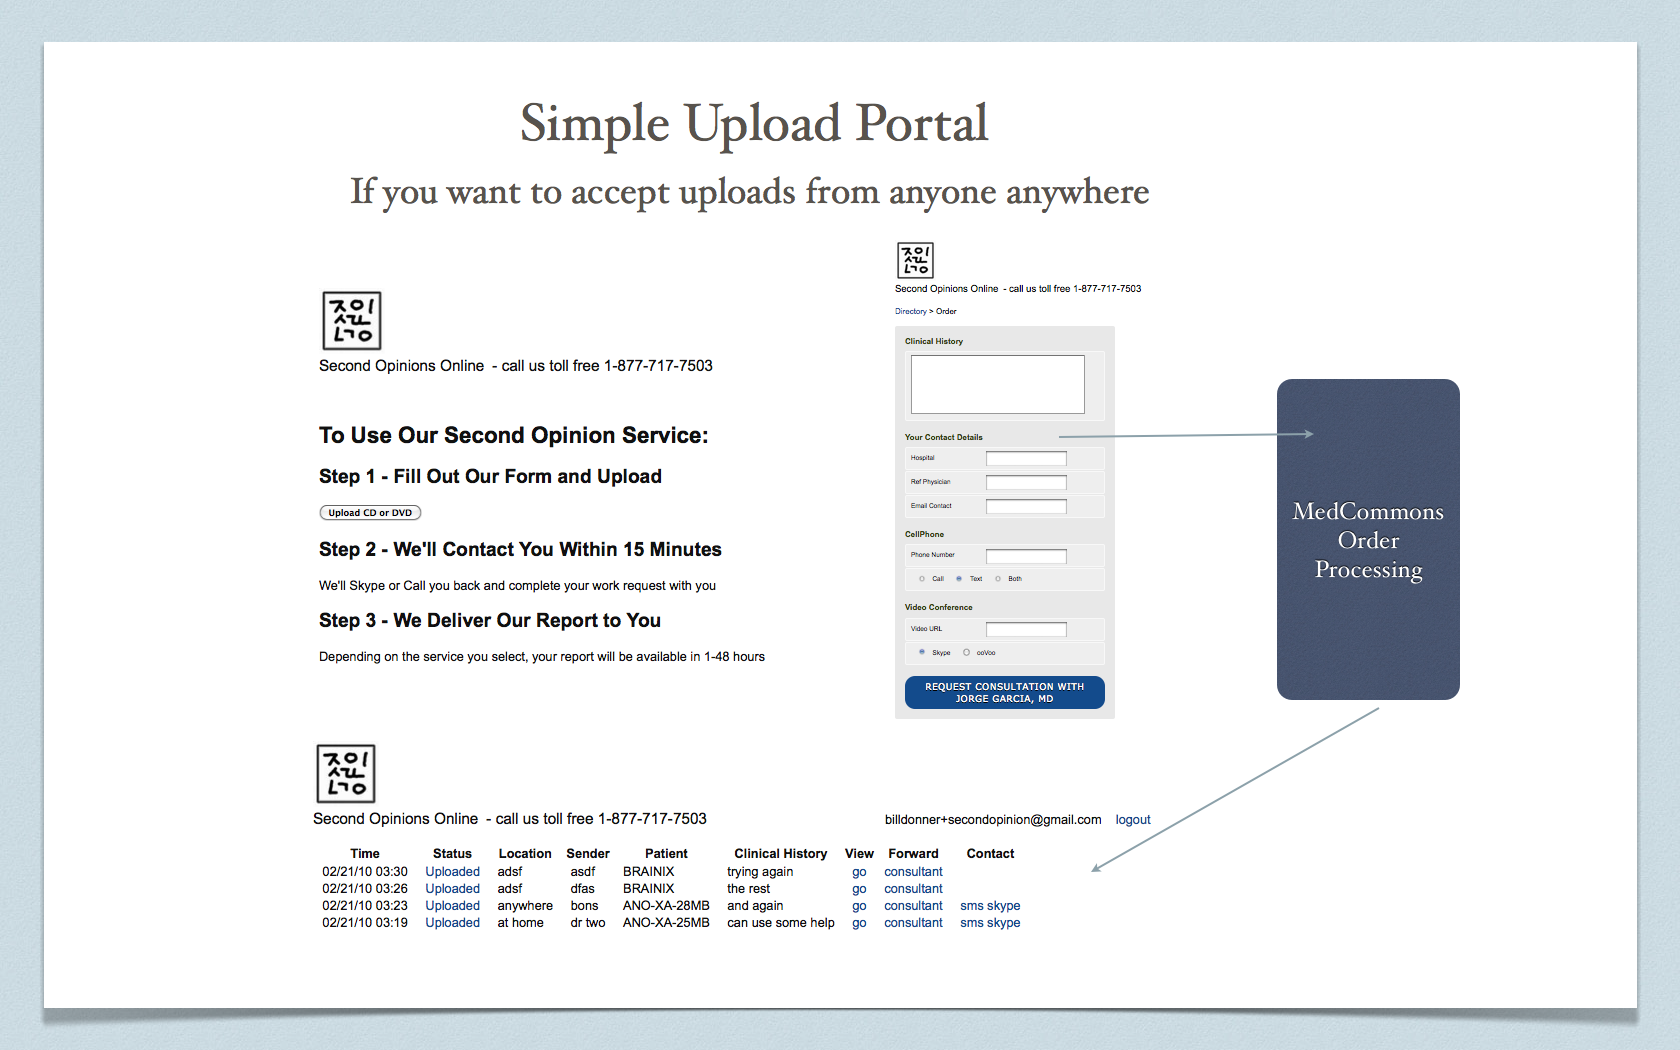 Simple Upload Portal
If you want to accept uploads from anyone anywhere
Second Opinions Online - call us toll free 1-877-717-7503
To Use Our Second Opinion Service:
Step 1 - Fill Out Our Form and Upload
Upload CD or DVD
Step 2 - We'll Contact You Within 15 Minutes
We'll Skype or Call you back and complete your work request with you
Step 3 - We Deliver Our Report to You
Depending on the service you select, your report will be available in 1-48 hours
Second Opinions Online - call us toll free 1-877-717-7503
Directory > Order
Clinical History
Your Contact Details
Hospital
Ref Physician
Email Contact
CellPhone
Phone Number
Call Text Both
Video Conference
Video URL
Skype ooVoo
REQUEST CONSULTATION WITH
JORGE GARCIA, MD
MedCommons
Order
Processing
Second Opinions Online - call us toll free 1-877-717-7503
billdonner+secondopinion@gmail.com logout
Time Status Location Sender Patient Clinical History View Forward Contact
02/21/10 03:30 Uploaded adsf asdf BRAINIX trying again go consultant
02/21/10 03:26 Uploaded adsf dfas BRAINIX the rest go consultant
02/21/10 03:23 Uploaded anywhere bons ANO-XA-28MB and again go consultant sms skype
02/21/10 03:19 Uploaded at home dr two ANO-XA-25MB can use some help go consultant sms skype